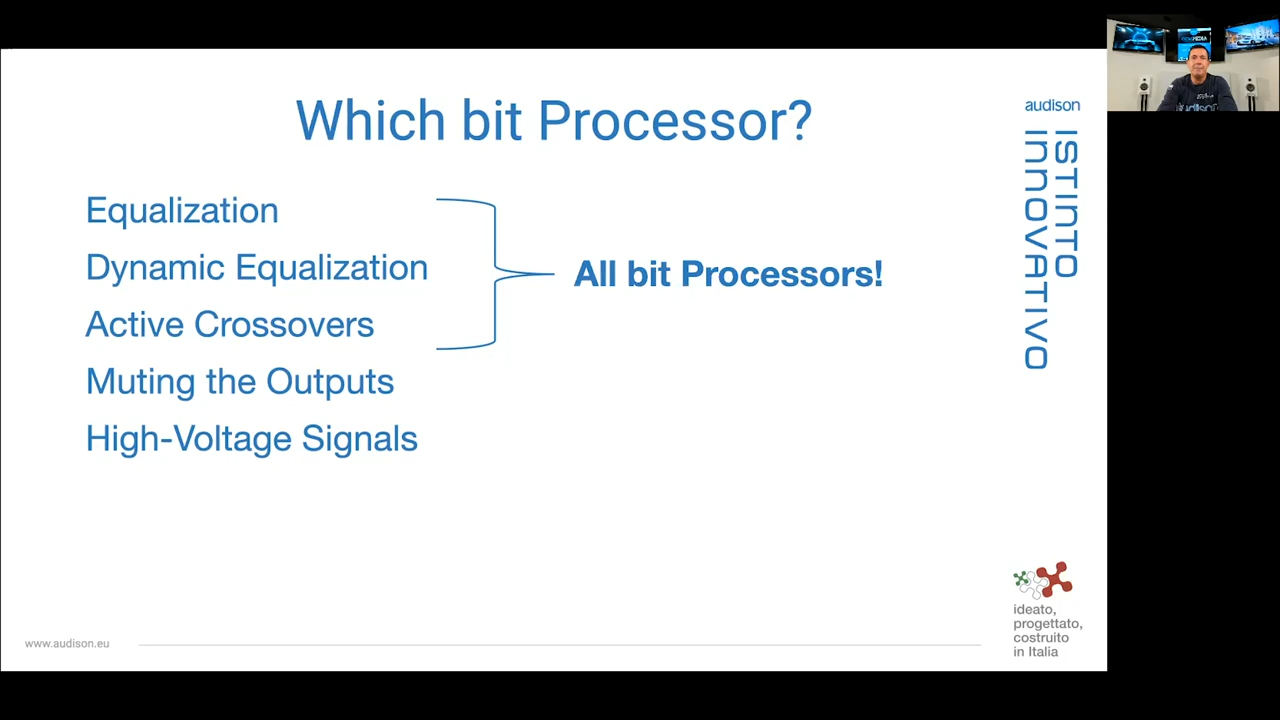 Which bit Processor?
Equalization
Dynamic Equalization
Active Crossovers
Muting the Outputs
High-Voltage Signals
All bit Processors!
audison
ISTINTO
INNOVATIVO
ideato,
progettato,
costruito
in Italia
www.audison.eu